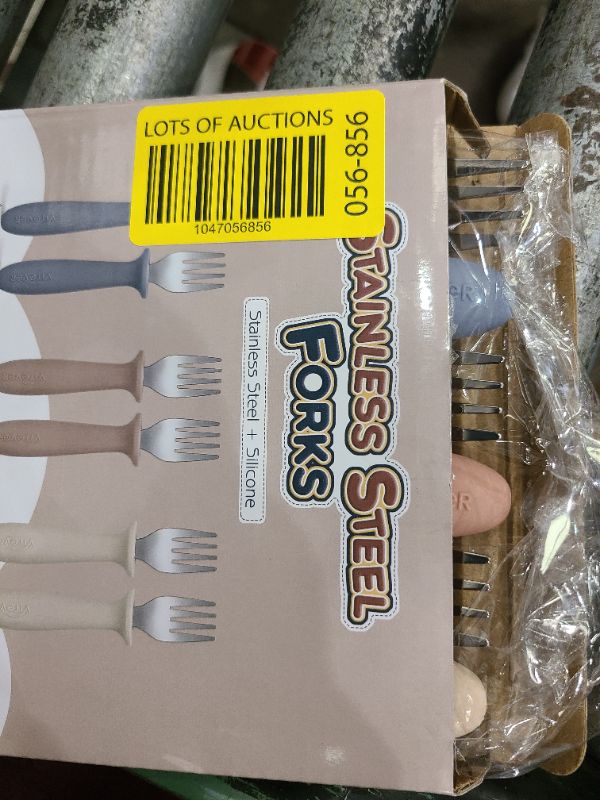 LOTS OF AUCTIONS
1047056856
056-856
STAINLESS STEEL
FORKS
Stainless Steel + Silicone